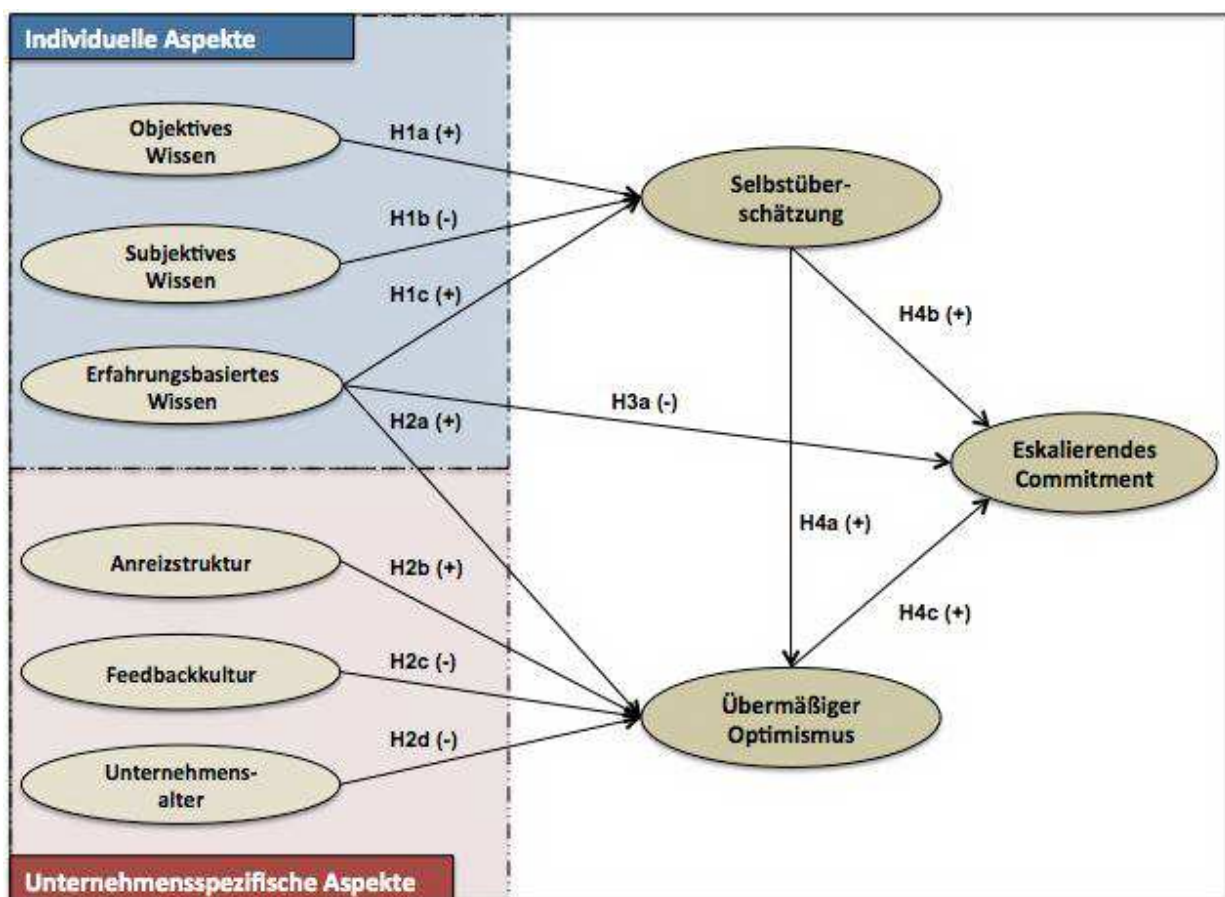 Individuelle Aspekte
Objektives
Wissen
H1a (+)
Selbstüber-
schätzung
Subjektives
Wissen
H1b (-)
H1c (+)
H4b (+)
Erfahrungsbasiertes
Wissen
H2a (+)
H3a (-)
Eskalierendes
Commitment
Anreizstruktur
H2b (+)
H4a (+)
H4c (+)
Feedbackkultur
H2c (-)
Übermäßiger
Optimismus
Unternehmens-
alter
H2d (-)
Unternehmensspezifische Aspekte